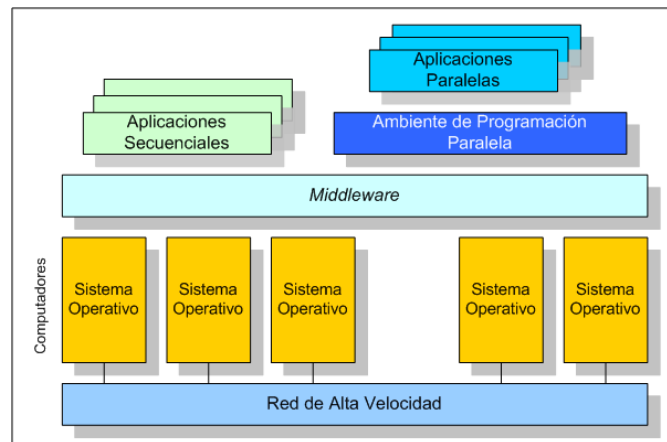 Aplicaciones
Paralelas
Aplicaciones
Secuenciales
Ambiente de Programación
Paralela
Middleware
Computadores
Sistema
Operativo
Sistema
Operativo
Sistema
Operativo
Sistema
Operativo
Sistema
Operativo
Red de Alta Velocidad